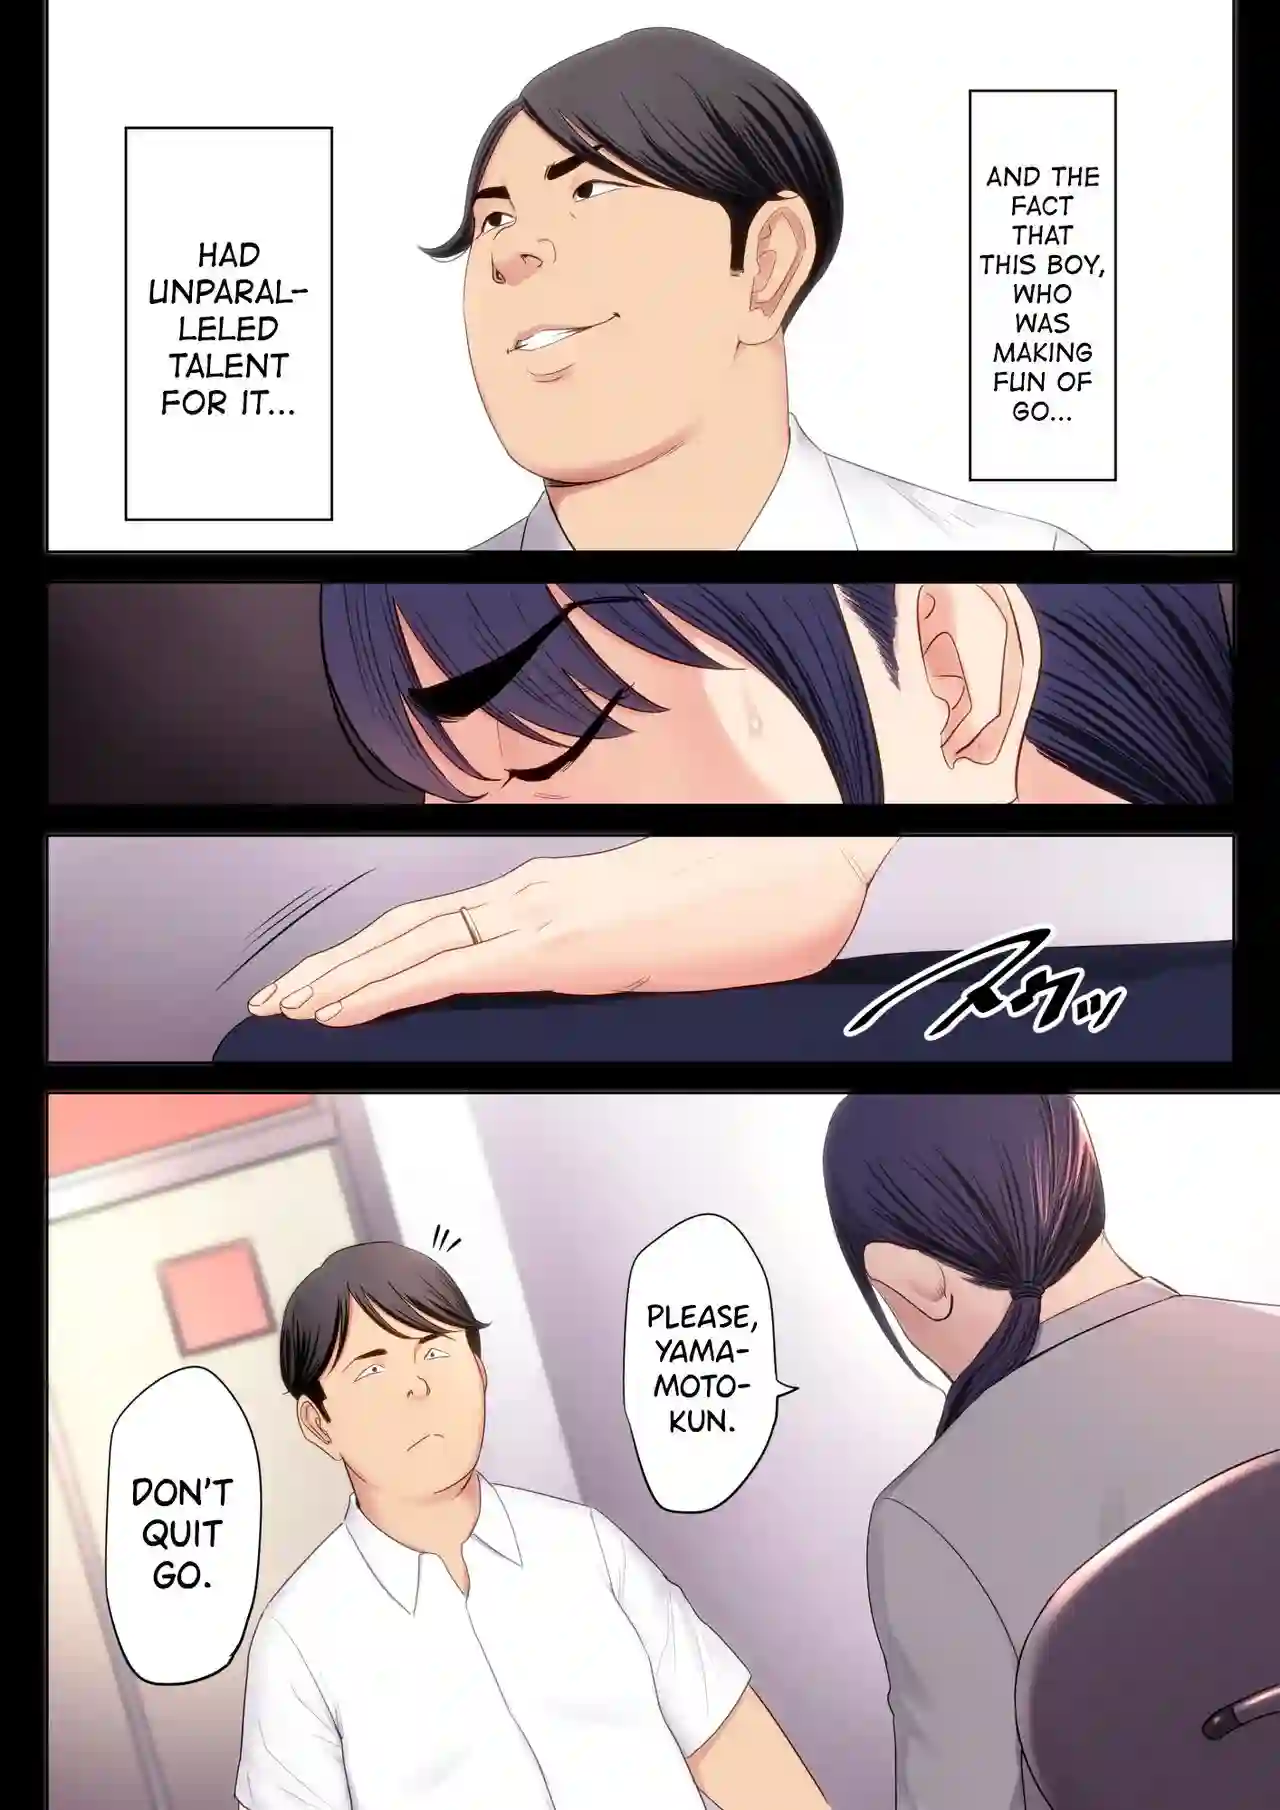 AND THE
FACT
THAT
THIS BOY,
WHO
WAS
MAKING
FUN OF
GO...
HAD
UNPARAL-
LELED
TALENT
FOR IT...
スウッ
PLEASE,
YAMA-
MOTO-
KUN.
DON'T
QUIT
GO.